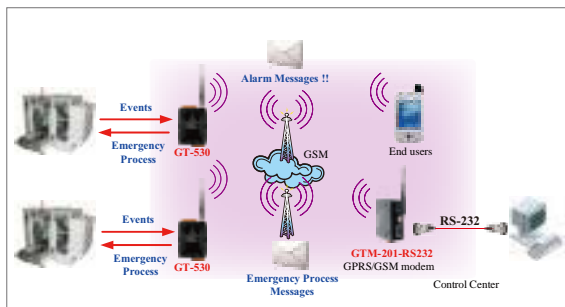 Alarm Messages !!
Events
Emergency
Process
GT-530
GSM
End users
Events
Emergency
Process
GT-530
Emergency Process
Messages
GTM-201-RS232
GPRS/GSM modem
RS-232
Control Center